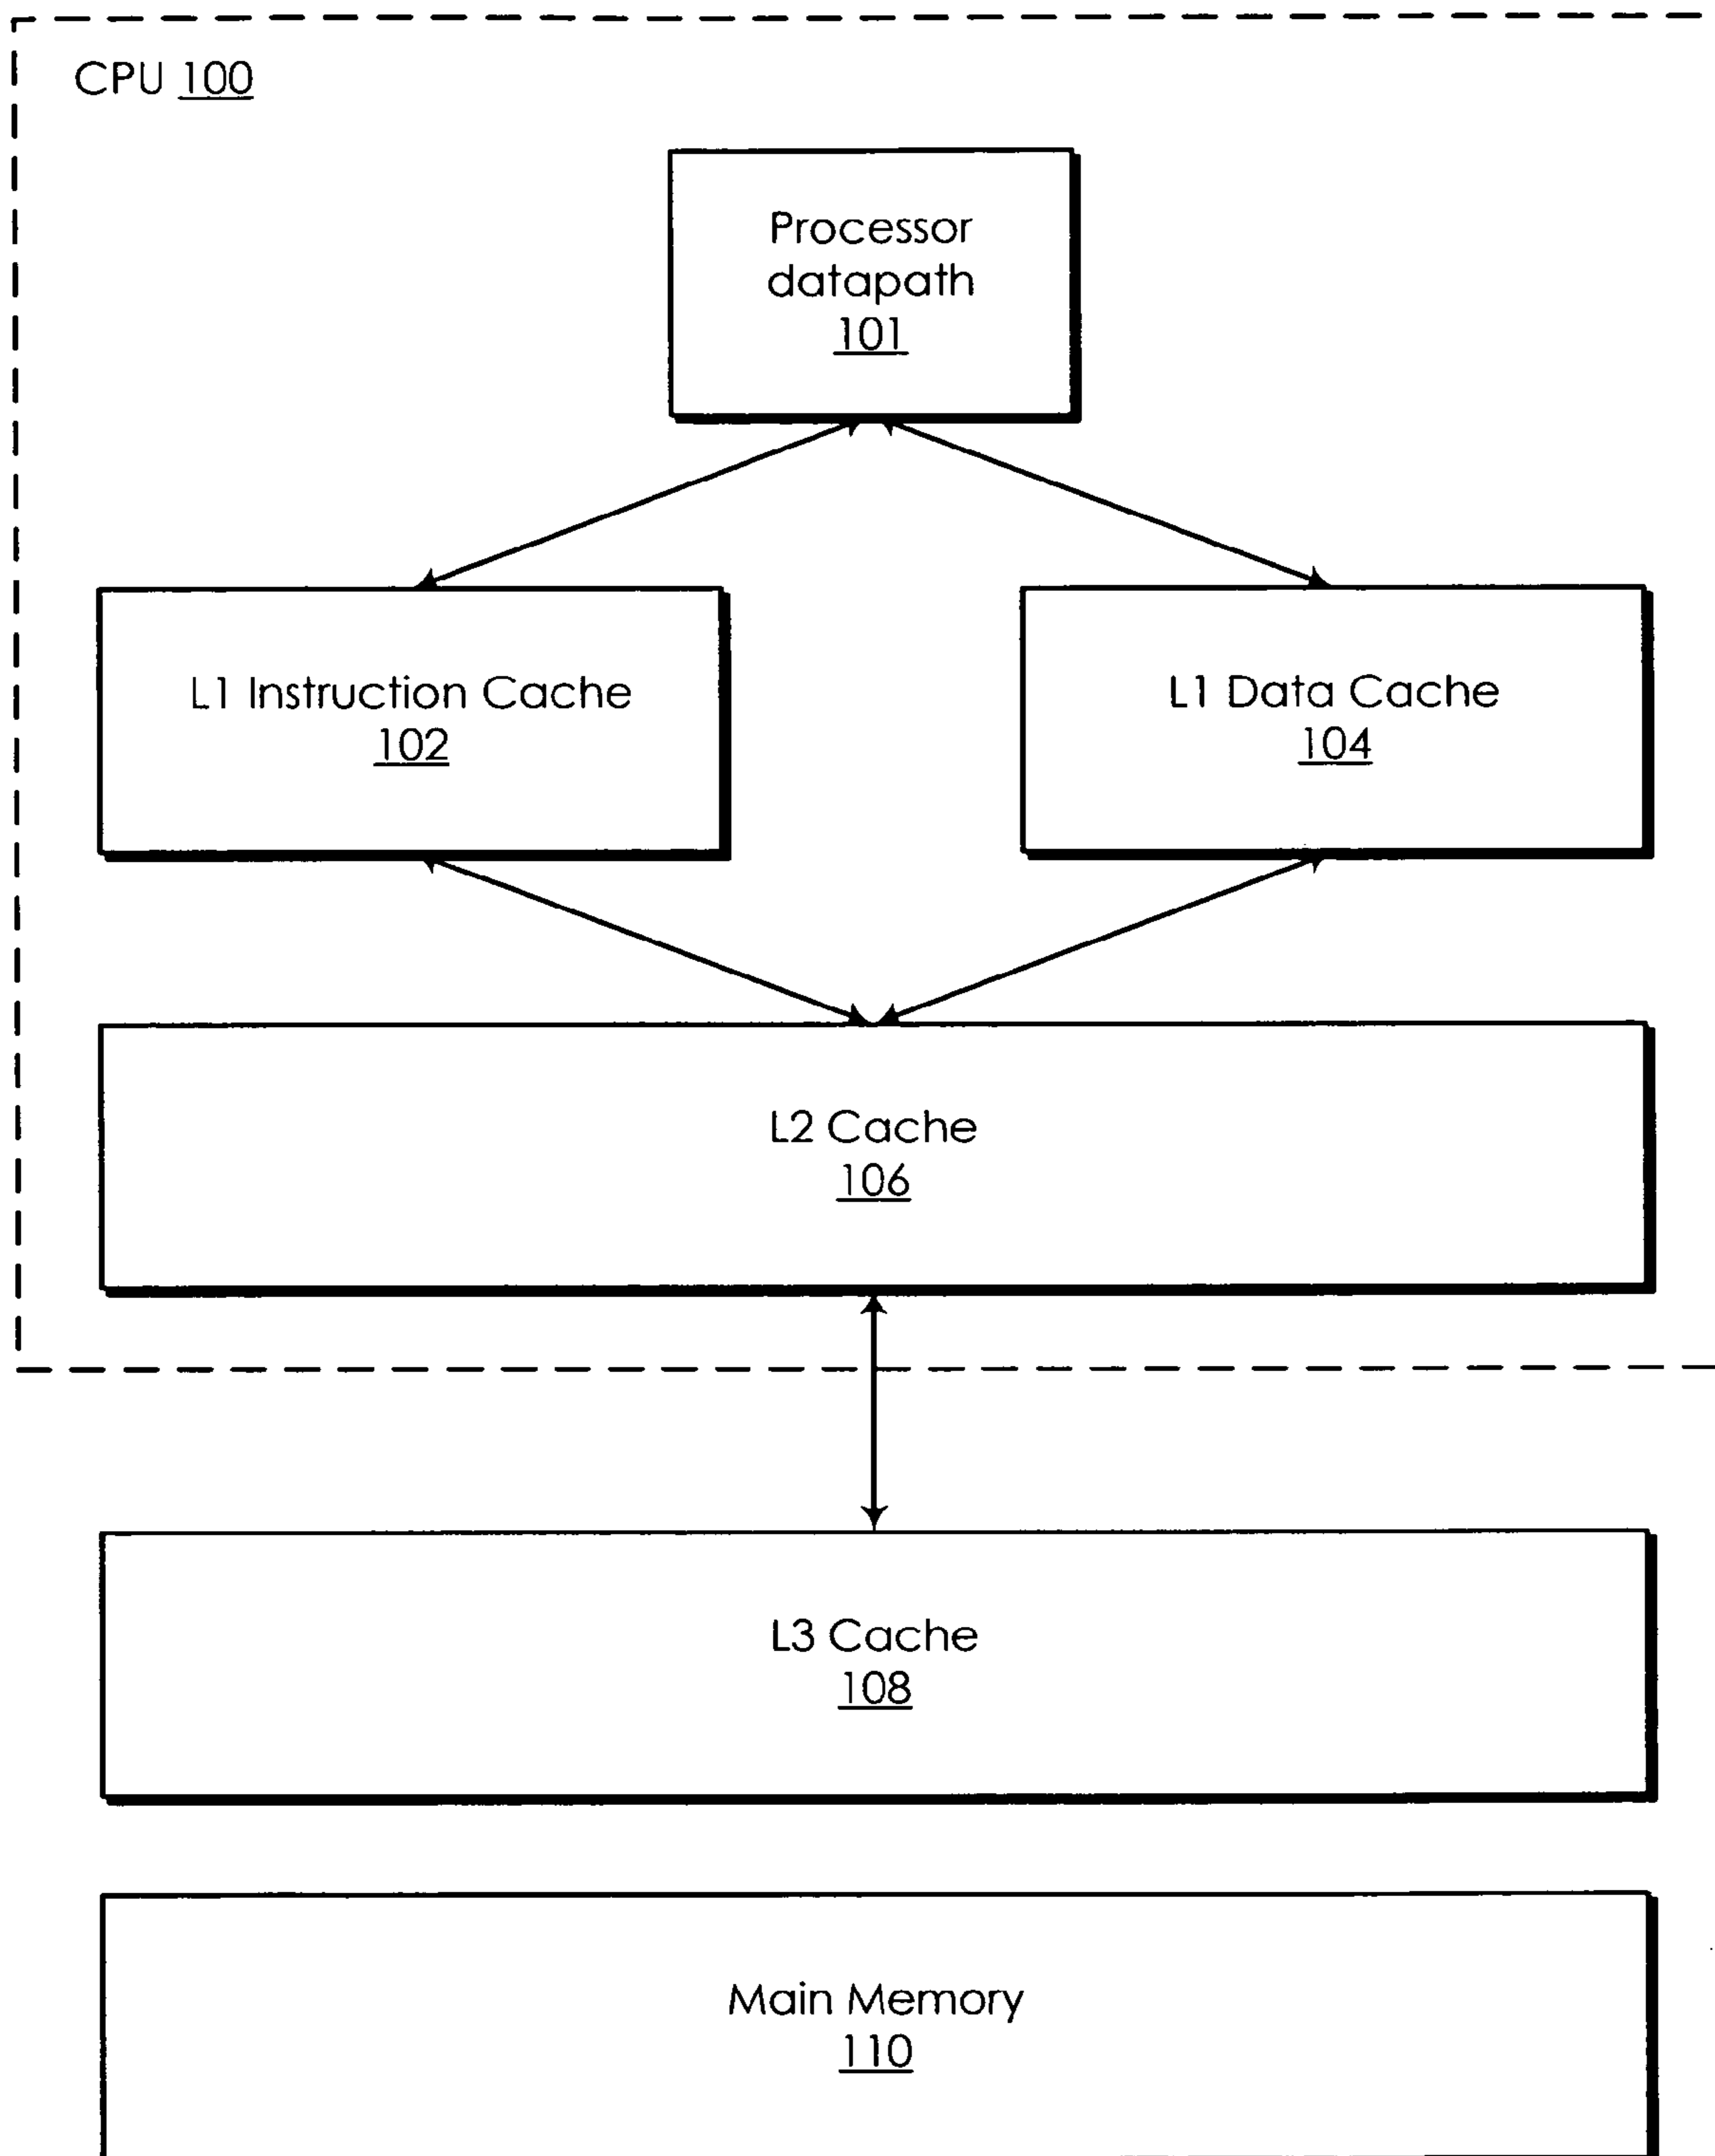 CPU 100
Processor
datapath
101
L1 Instruction Cache
102
L1 Data Cache
104
L2 Cache
106
L3 Cache
108
Main Memory
110